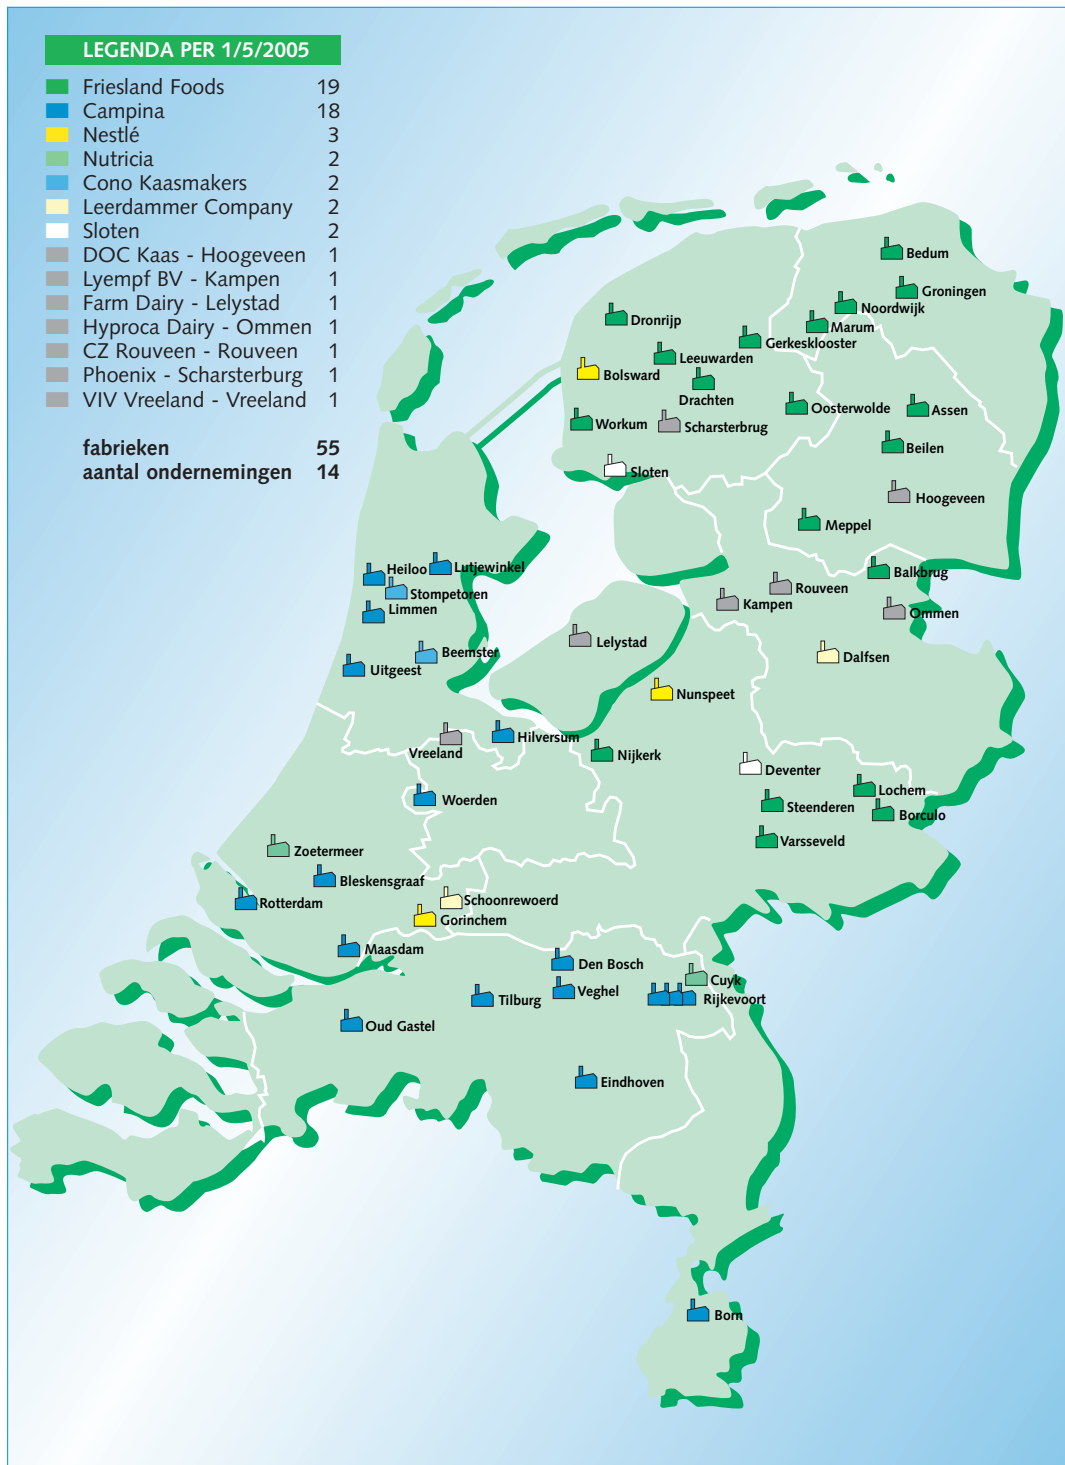 LEGENDA PER 1/5/2005
Friesland Foods 19
Campina 18
Nestlé 3
Nutricia 2
Cono Kaasmakers 2
Leerdammer Company 2
Sloten 2
DOC Kaas - Hoogeveen 1
Lyempf BV - Kampen 1
Farm Dairy - Lelystad 1
Hyproca Dairy - Ommen 1
CZ Rouveen - Rouveen 1
Phoenix - Scharsterburg 1
VIV Vreeland - Vreeland 1
fabrieken 55
aantal ondernemingen 14
Bedum
Groningen
Noordwijk
Dronrijp
Marum
Gerkesklooster
Leeuwarden
Bolsward
Drachten
Oosterwolde
Assen
Workum
Scharsterbrug
Beilen
Sloten
Hoogeveen
Meppel
Heiloo
Lutjewinkel
Balkbrug
Rouveen
Stompetoren
Kampen
Limmen
Ommen
Lelystad
Beemster
Dalfsen
Uitgeest
Nunspeet
Hilversum
Vreeland
Nijkerk
Deventer
Lochem
Woerden
Steenderen
Borculo
Varsseveld
Zoetermeer
Bleskensgraaf
Schoonrewoerd
Rotterdam
Gorinchem
Maasdam
Den Bosch
Cuyk
Veghel
Tilburg
Rijkevoort
Oud Gastel
Eindhoven
Born